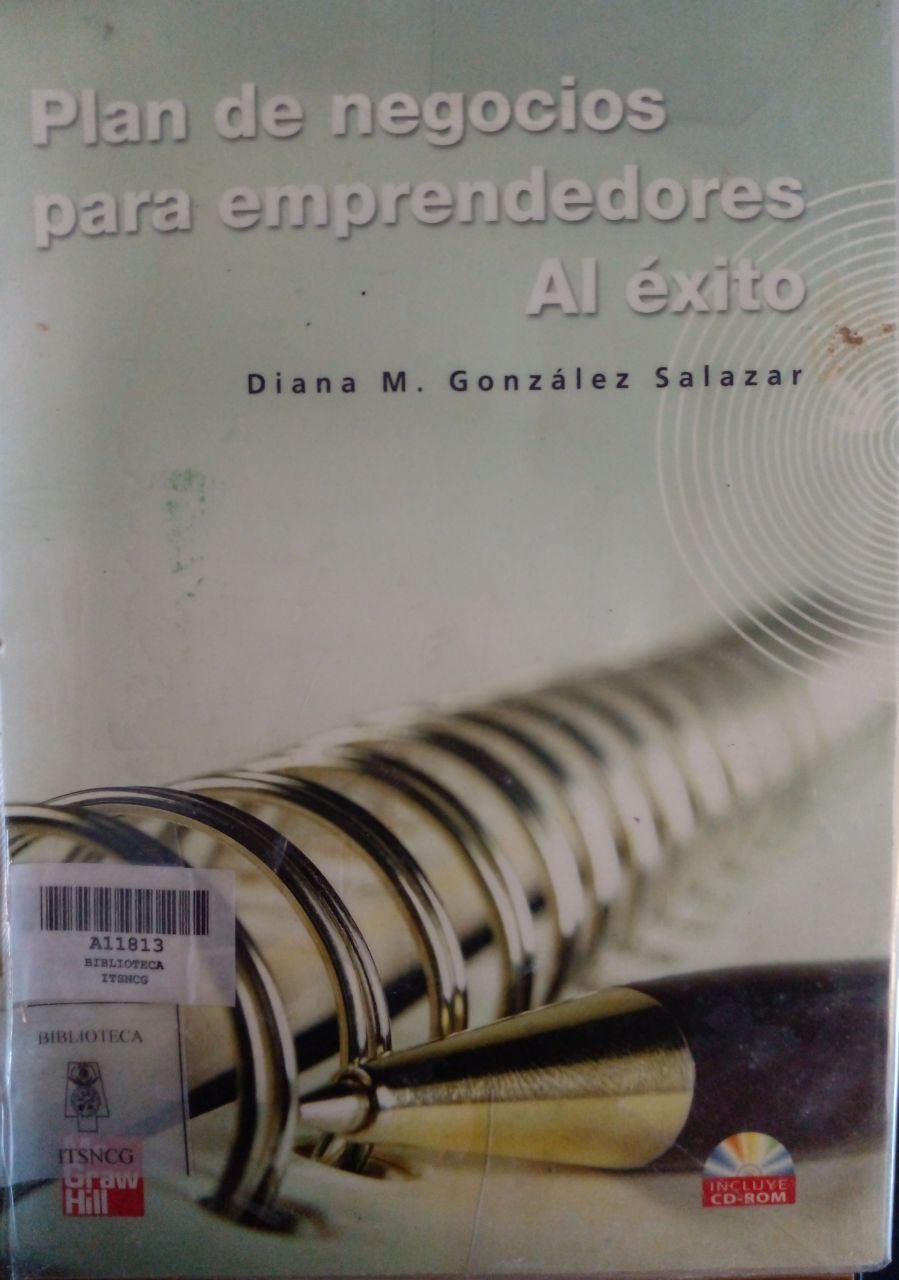 Plan de negocios
para emprendedores
Al éxito
Diana M. González Salazar
A11813
BIBLIOTECA
ITSNCG
BIBLIOTECA
ITSNCG
Graw
Hill
INCLUYE
CD-ROM